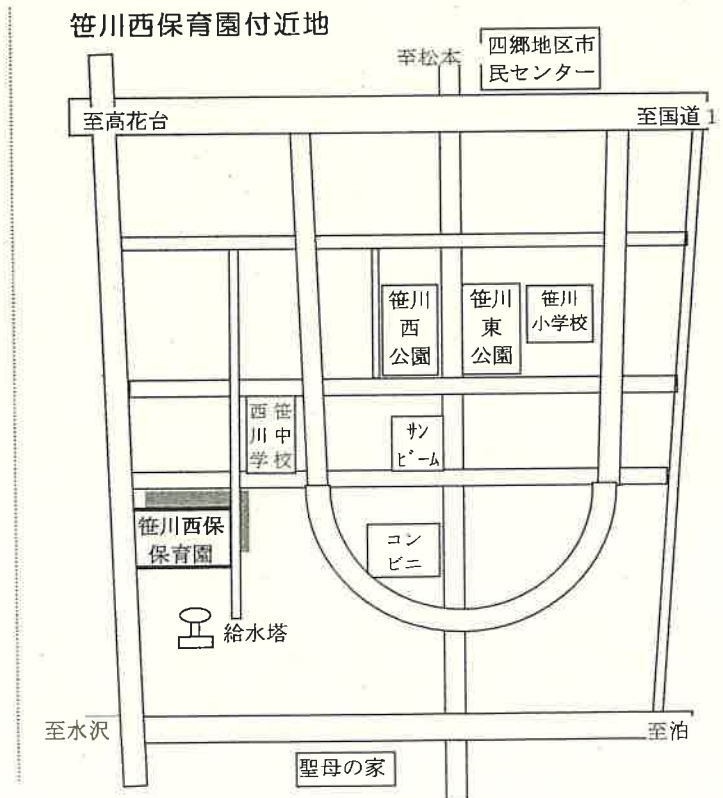 笹川西保育園付近地
至松本
四郷地区市
民センター
至高花台
至国道1
笹川
西
公園
笹川
東
公園
笹川
小学校
西笹
川中
学校
サン
ビーム
笹川西保
保育園
コン
ビニ
給水塔
至水沢
至泊
聖母の家